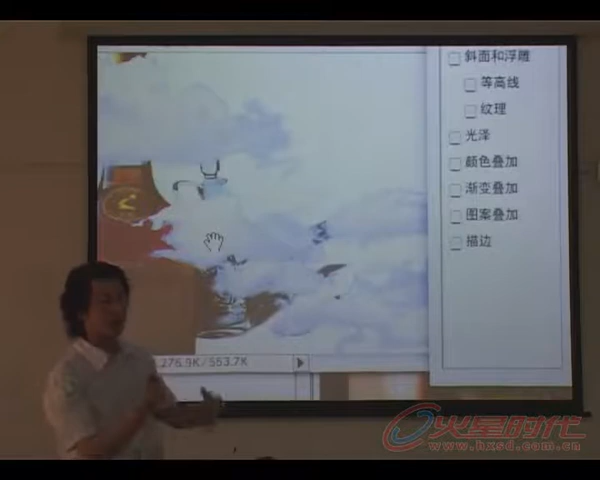 斜面和浮雕
等高线
纹理
光泽
颜色叠加
渐变叠加
图案叠加
描边
276.9K/553.7K
火星时代
www.hxsd.com.cn